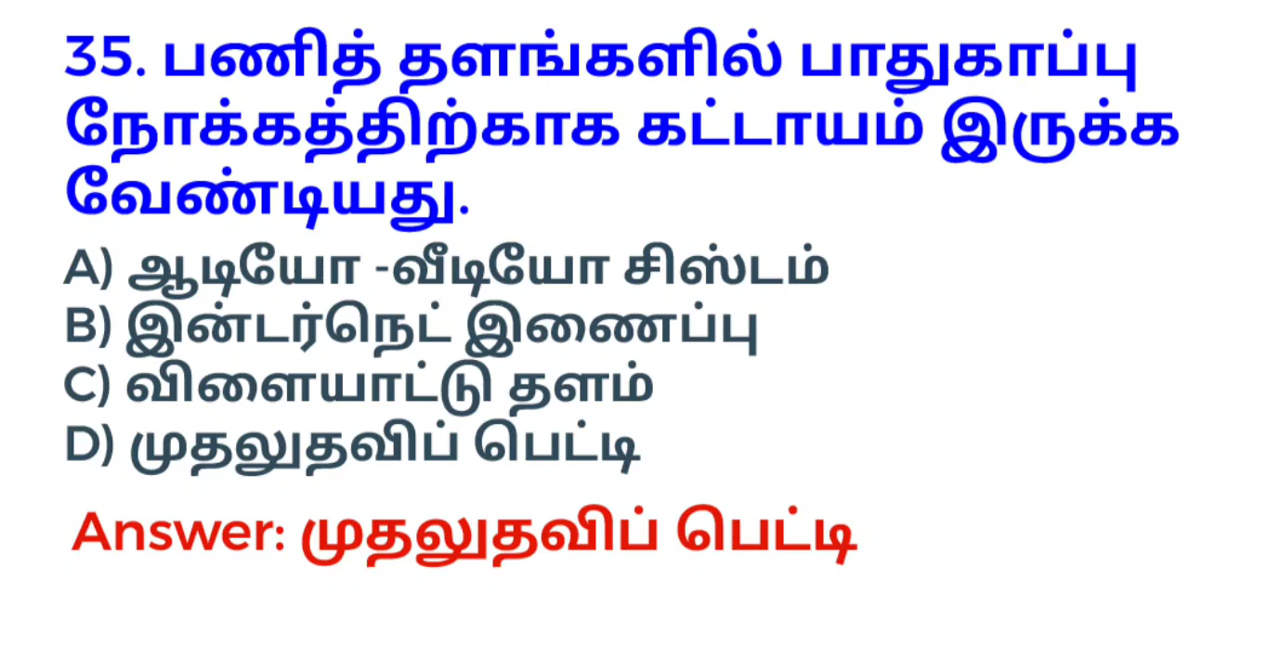 35. பணித் தளங்களில் பாதுகாப்பு
நோக்கத்திற்காக கட்டாயம் இருக்க
வேண்டியது.
A) ஆடியோ -வீடியோ சிஸ்டம்
B) இன்டர்நெட் இணைப்பு
C) விளையாட்டு தளம்
D) முதலுதவிப் பெட்டி
Answer: முதலுதவிப் பெட்டி